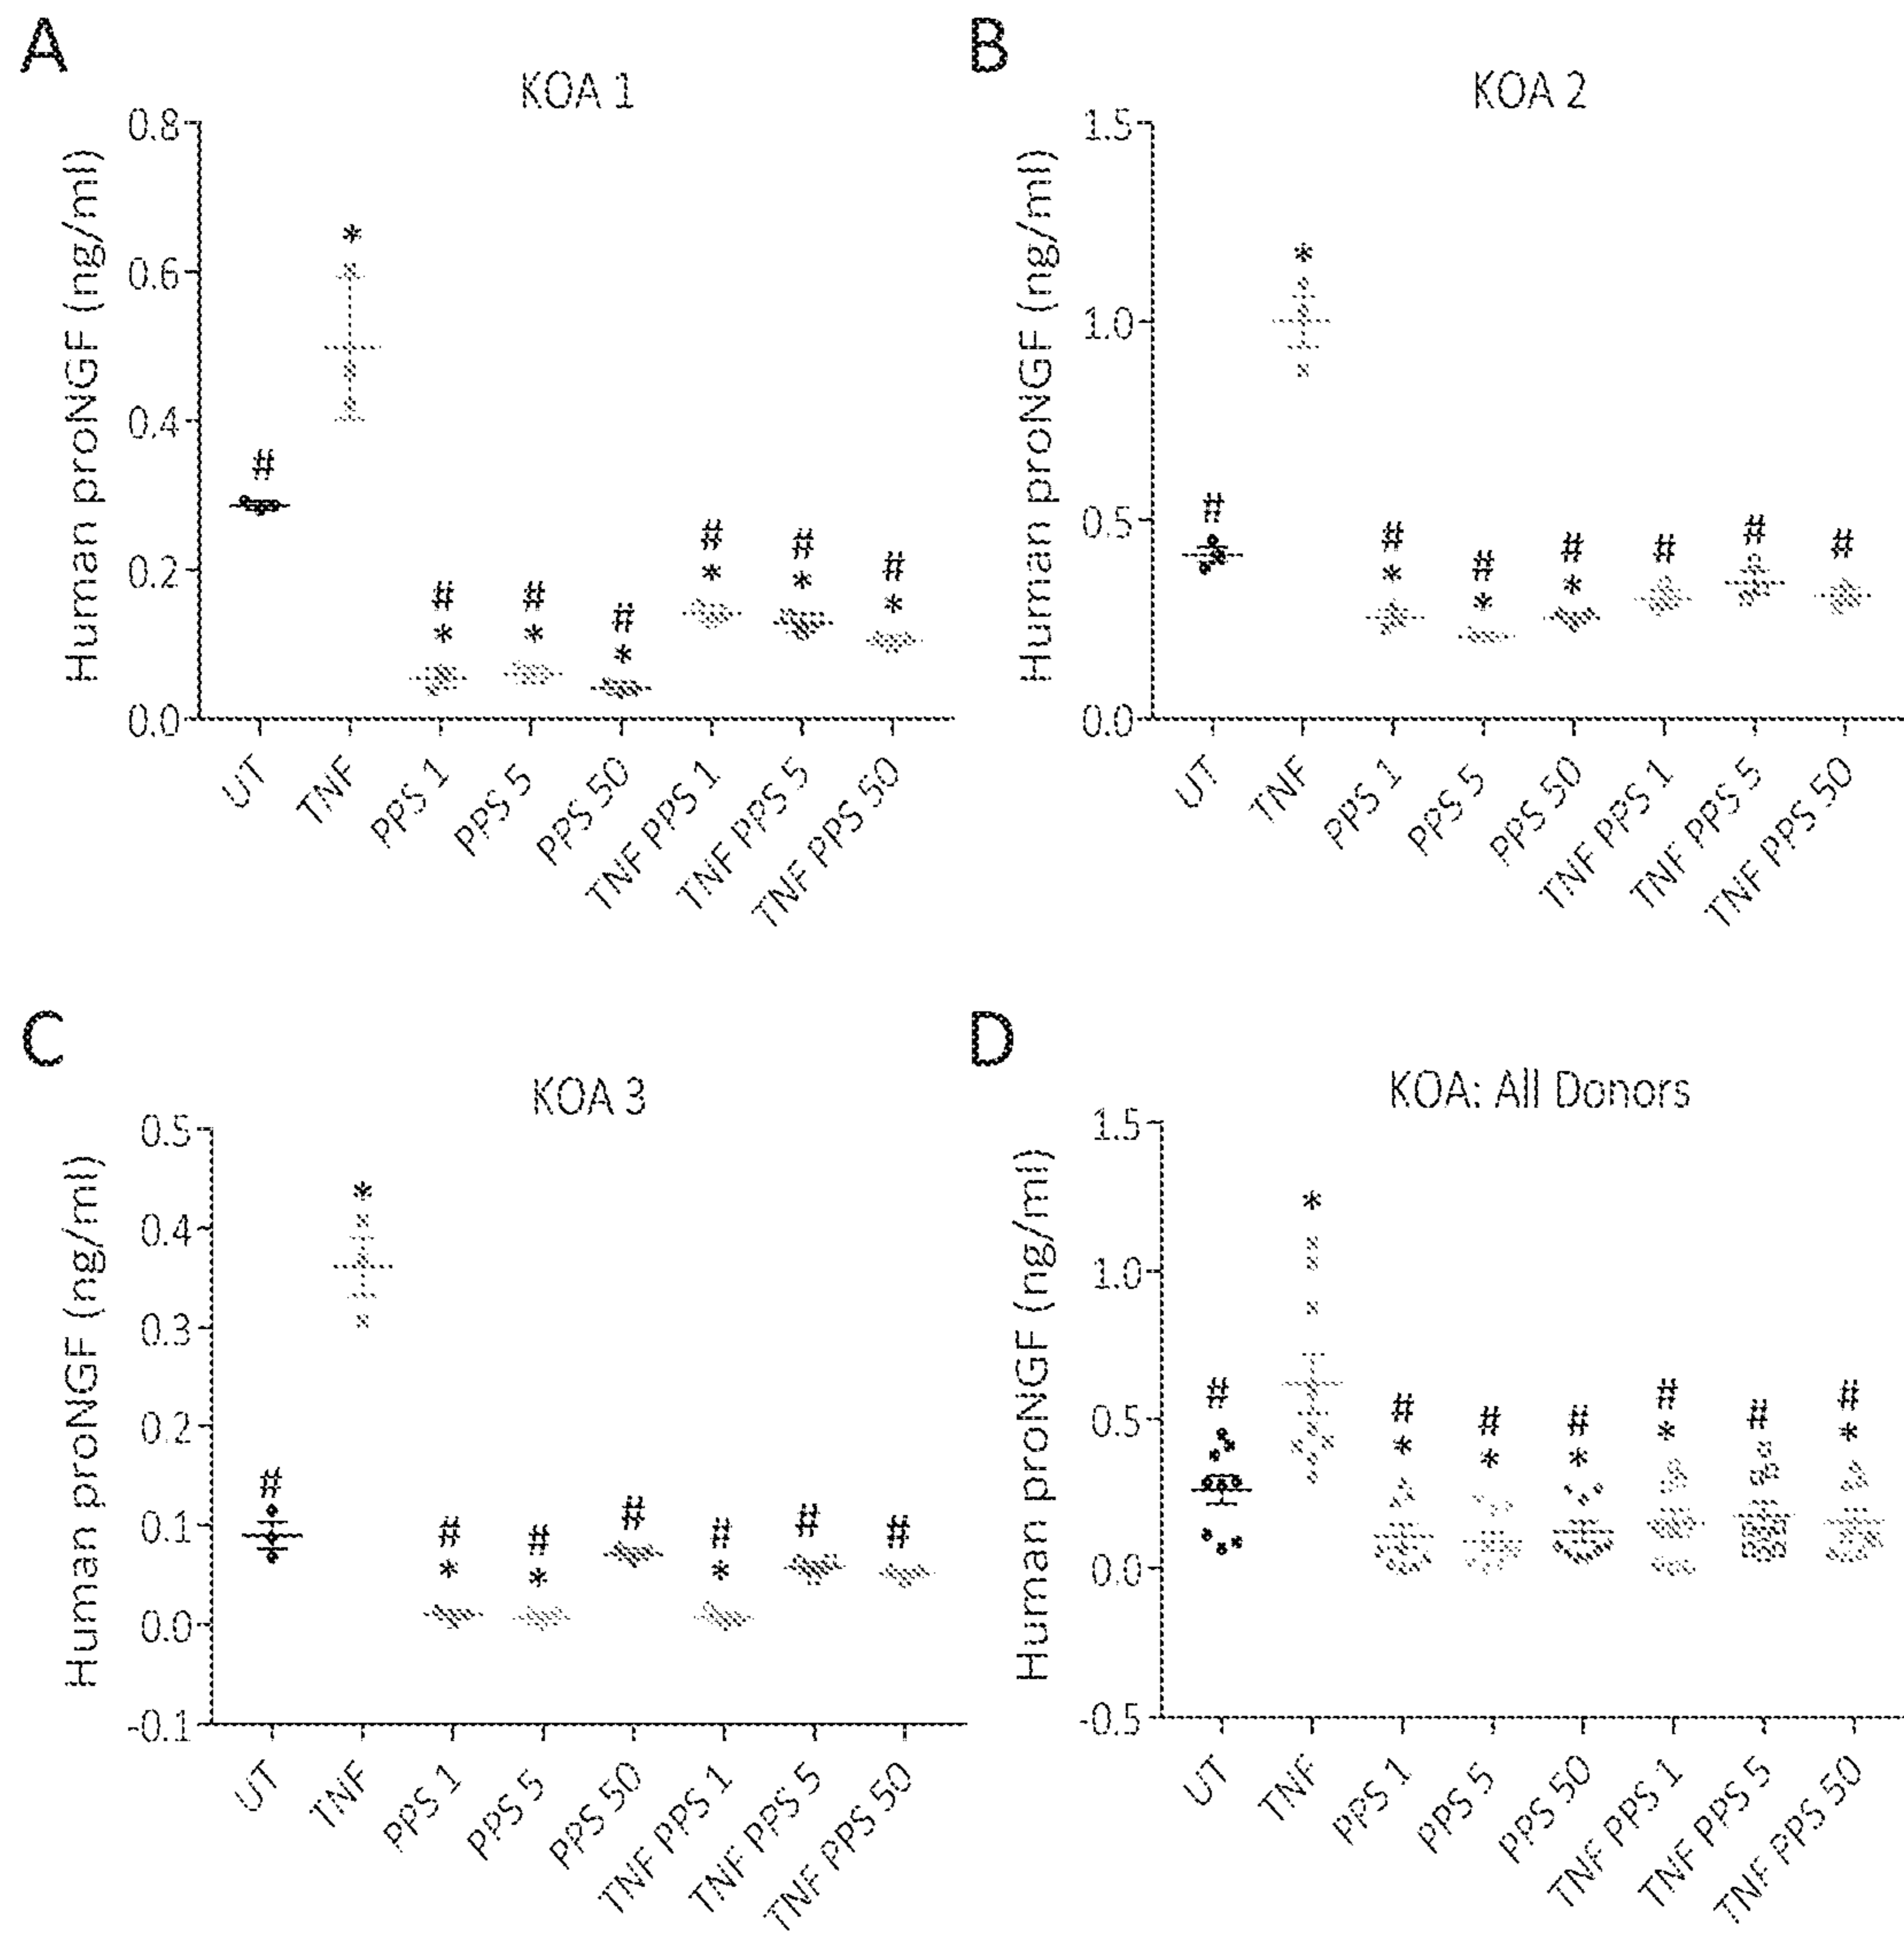 A
KOA 1
Human proNGF (ng/ml)
0.8
0.6
0.4
0.2
0.0
*
#
# *
# *
# *
# *
# *
# *
UT
TNF
PPS 1
PPS 5
PPS 50
TNF PPS 1
TNF PPS 5
TNF PPS 50
B
KOA 2
Human proNGF (ng/ml)
1.5
1.0
0.5
0.0
*
#
# *
# *
# *
#
#
#
UT
TNF
PPS 1
PPS 5
PPS 50
TNF PPS 1
TNF PPS 5
TNF PPS 50
C
KOA 3
Human proNGF (ng/ml)
0.5
0.4
0.3
0.2
0.1
0.0
-0.1
*
#
# *
# *
#
# *
#
#
UT
TNF
PPS 1
PPS 5
PPS 50
TNF PPS 1
TNF PPS 5
TNF PPS 50
D
KOA: All Donors
Human proNGF (ng/ml)
1.5
1.0
0.5
0.0
-0.5
*
#
# *
# *
# *
# *
#
# *
UT
TNF
PPS 1
PPS 5
PPS 50
TNF PPS 1
TNF PPS 5
TNF PPS 50